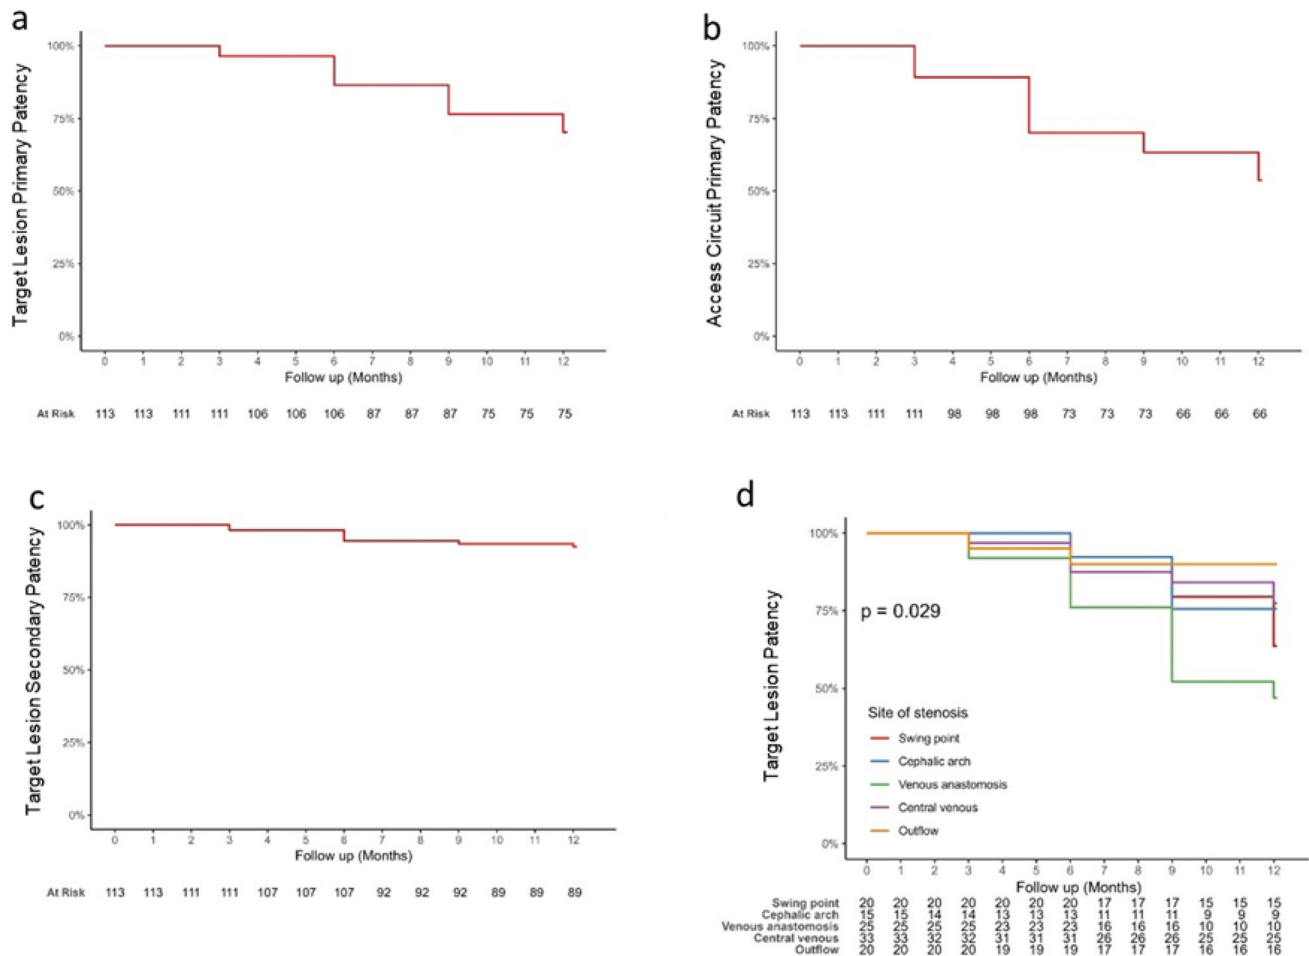 a
Target Lesion Primary Patency
100%
75%
50%
25%
0%
0 1 2 3 4 5 6 7 8 9 10 11 12
Follow up (Months)
At Risk 113 113 111 111 106 106 106 87 87 87 75 75 75
b
Access Circuit Primary Patency
100%
75%
50%
25%
0%
0 1 2 3 4 5 6 7 8 9 10 11 12
Follow up (Months)
At Risk 113 113 111 111 98 98 98 73 73 73 66 66 66
c
Target Lesion Secondary Patency
100%
75%
50%
25%
0%
0 1 2 3 4 5 6 7 8 9 10 11 12
Follow up (Months)
At Risk 113 113 111 111 107 107 107 92 92 92 89 89 89
d
Target Lesion Patency
100%
75%
50%
25%
0%
p = 0.029
Site of stenosis
Swing point
Cephalic arch
Venous anastomosis
Central venous
Outflow
0 1 2 3 4 5 6 7 8 9 10 11 12
Follow up (Months)
Swing point 20 20 20 20 20 20 20 17 17 17 15 15 15
Cephalic arch 15 15 14 14 13 13 13 11 11 11 9 9 9
Venous anastomosis 25 25 25 25 23 23 23 16 16 16 10 10 10
Central venous 33 33 32 32 31 31 31 26 26 26 25 25 25
Outflow 20 20 20 20 19 19 19 17 17 17 16 16 16